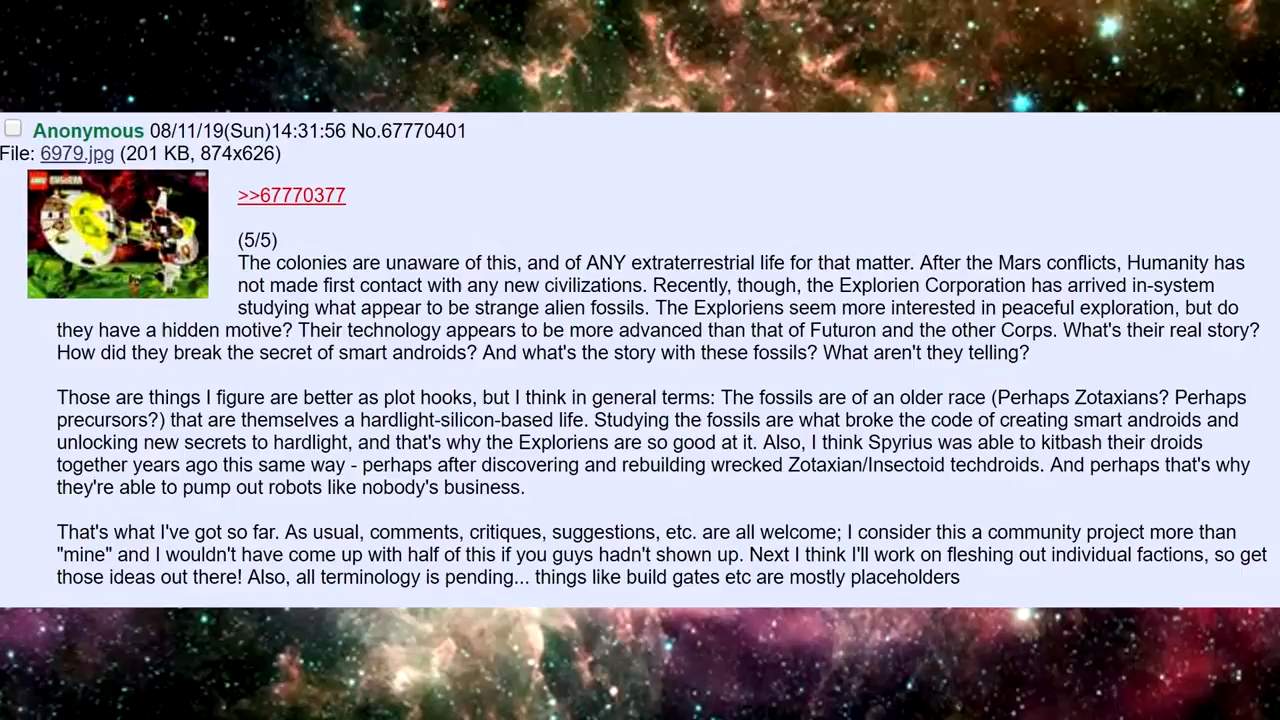 Anonymous 08/11/19(Sun)14:31:56 No.67770401
File: 6979.jpg (201 KB, 874x626)
LEGO
>>67770377
(5/5)
The colonies are unaware of this, and of ANY extraterrestrial life for that matter. After the Mars conflicts, Humanity has
not made first contact with any new civilizations. Recently, though, the Explorien Corporation has arrived in-system
studying what appear to be strange alien fossils. The Exploriens seem more interested in peaceful exploration, but do
they have a hidden motive? Their technology appears to be more advanced than that of Futuron and the other Corps. What's their real story?
How did they break the secret of smart androids? And what's the story with these fossils? What aren't they telling?
Those are things I figure are better as plot hooks, but I think in general terms: The fossils are of an older race (Perhaps Zotaxians? Perhaps
precursors?) that are themselves a hardlight-silicon-based life. Studying the fossils are what broke the code of creating smart androids and
unlocking new secrets to hardlight, and that's why the Exploriens are so good at it. Also, I think Spyrius was able to kitbash their droids
together years ago this same way - perhaps after discovering and rebuilding wrecked Zotaxian/Insectoid techdroids. And perhaps that's why
they're able to pump out robots like nobody's business.
That's what I've got so far. As usual, comments, critiques, suggestions, etc. are all welcome; I consider this a community project more than
"mine" and I wouldn't have come up with half of this if you guys hadn't shown up. Next I think I'll work on fleshing out individual factions, so get
those ideas out there! Also, all terminology is pending... things like build gates etc are mostly placeholders